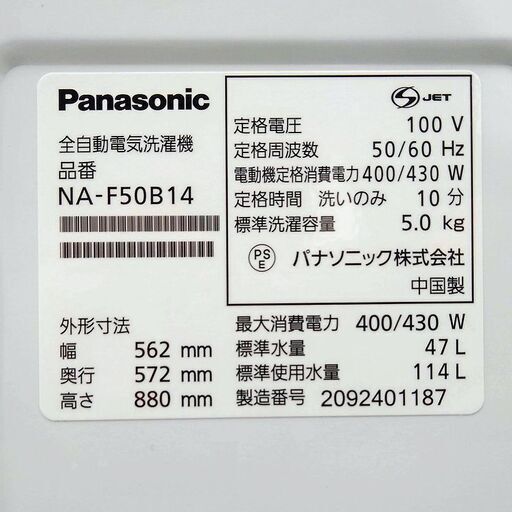 Panasonic
全自動電気洗濯機
品番
NA-F50B14
外形寸法
幅 562 mm
奥行 572 mm
高さ 880 mm
S JET
定格電圧 100 V
定格周波数 50/60 Hz
電動機定格消費電力 400/430 W
定格時間 洗いのみ 10 分
標準洗濯容量 5.0 kg
PS
E パナソニック株式会社
中国製
最大消費電力 400/430 W
標準水量 47 L
標準使用水量 114 L
製造番号 2092401187